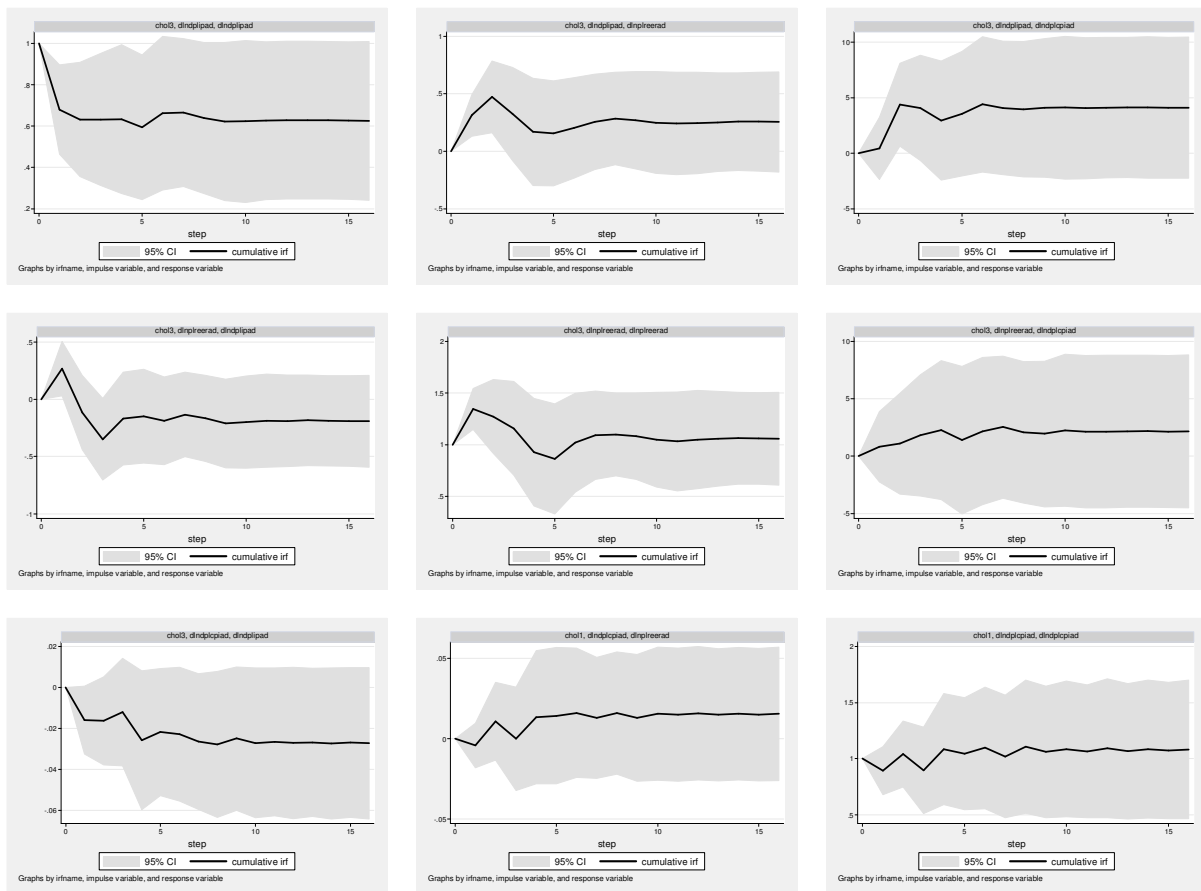 chol3, dlndplipad, dlndplipad
1
.8
.6
.4
.2
0 5 10 15
step
95% CI cumulative irf
Graphs by irfname, impulse variable, and response variable
chol3, dlndplipad, dlnplreerad
1
.5
0
-.5
0 5 10 15
step
95% CI cumulative irf
Graphs by irfname, impulse variable, and response variable
chol3, dlndplipad, dlndplcpiad
10
5
0
-5
0 5 10 15
step
95% CI cumulative irf
Graphs by irfname, impulse variable, and response variable
chol3, dlnplreerad, dlndplipad
.5
0
-.5
-1
0 5 10 15
step
95% CI cumulative irf
Graphs by irfname, impulse variable, and response variable
chol3, dlnplreerad, dlnplreerad
2
1.5
1
.5
0 5 10 15
step
95% CI cumulative irf
Graphs by irfname, impulse variable, and response variable
chol3, dlnplreerad, dlndplcpiad
10
5
0
-5
0 5 10 15
step
95% CI cumulative irf
Graphs by irfname, impulse variable, and response variable
chol3, dlndplcpiad, dlndplipad
.02
0
-.02
-.04
-.06
0 5 10 15
step
95% CI cumulative irf
Graphs by irfname, impulse variable, and response variable
chol1, dlndplcpiad, dlnplreerad
.05
0
-.05
0 5 10 15
step
95% CI cumulative irf
Graphs by irfname, impulse variable, and response variable
chol1, dlndplcpiad, dlndplcpiad
2
1.5
1
.5
0 5 10 15
step
95% CI cumulative irf
Graphs by irfname, impulse variable, and response variable